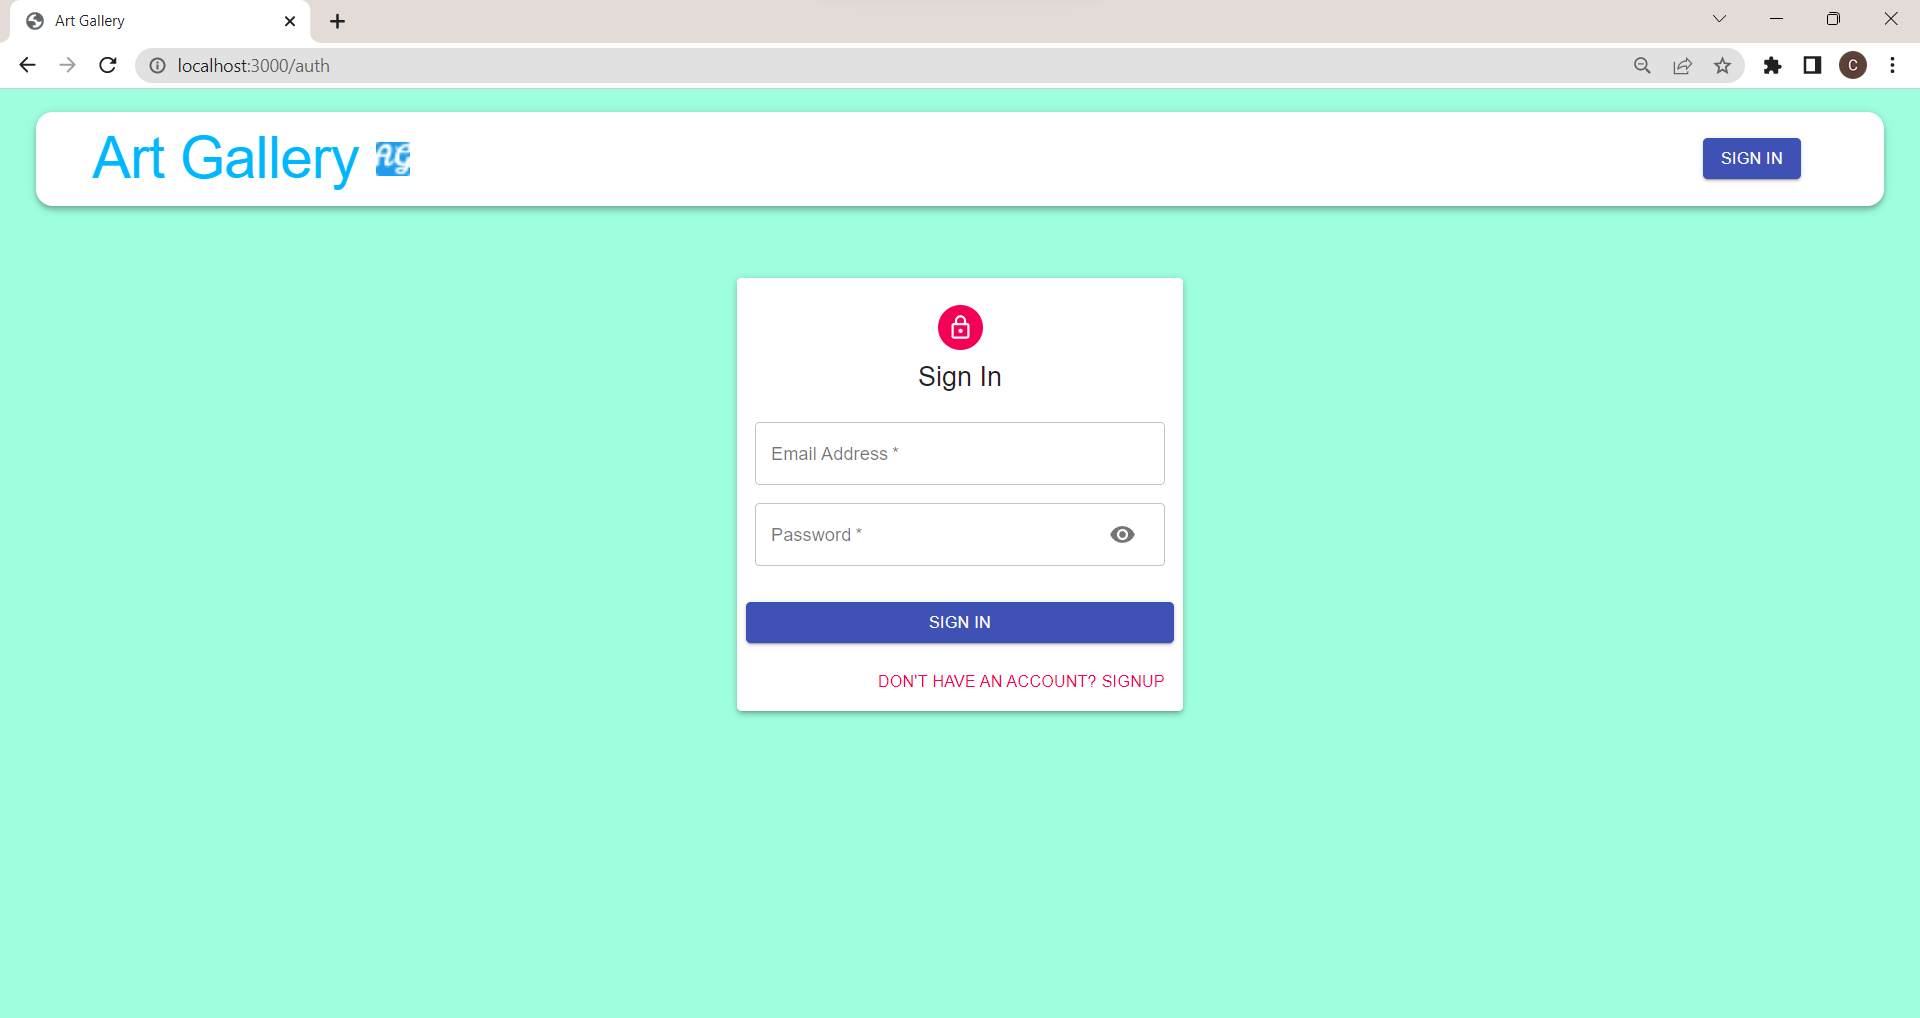 Art Gallery
localhost:3000/auth
C
Art Gallery AG
SIGN IN
Sign In
Email Address *
Password *
SIGN IN
DON'T HAVE AN ACCOUNT? SIGNUP